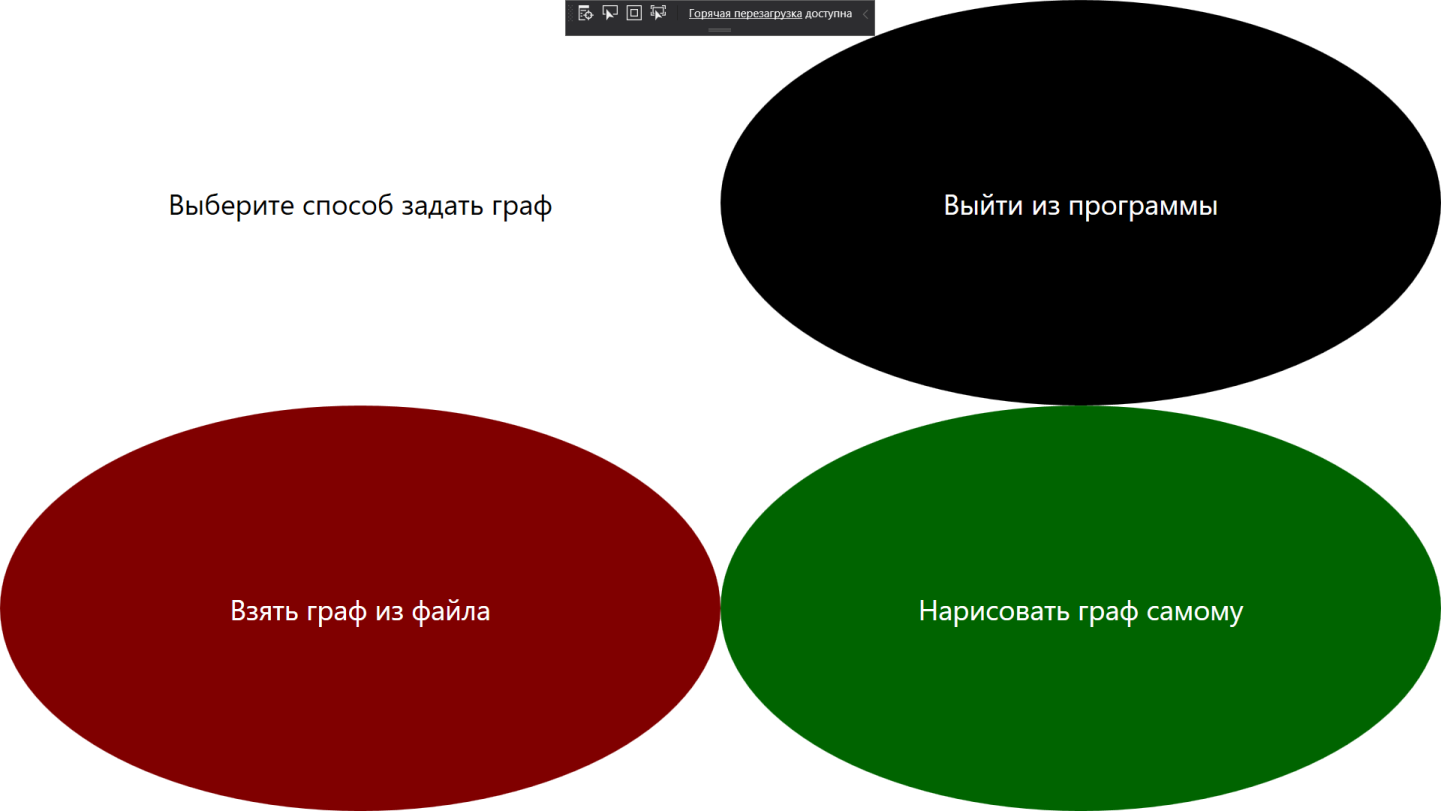 Горячая перезагрузка доступна
Выберите способ задать граф
Выйти из программы
Взять граф из файла
Нарисовать граф самому